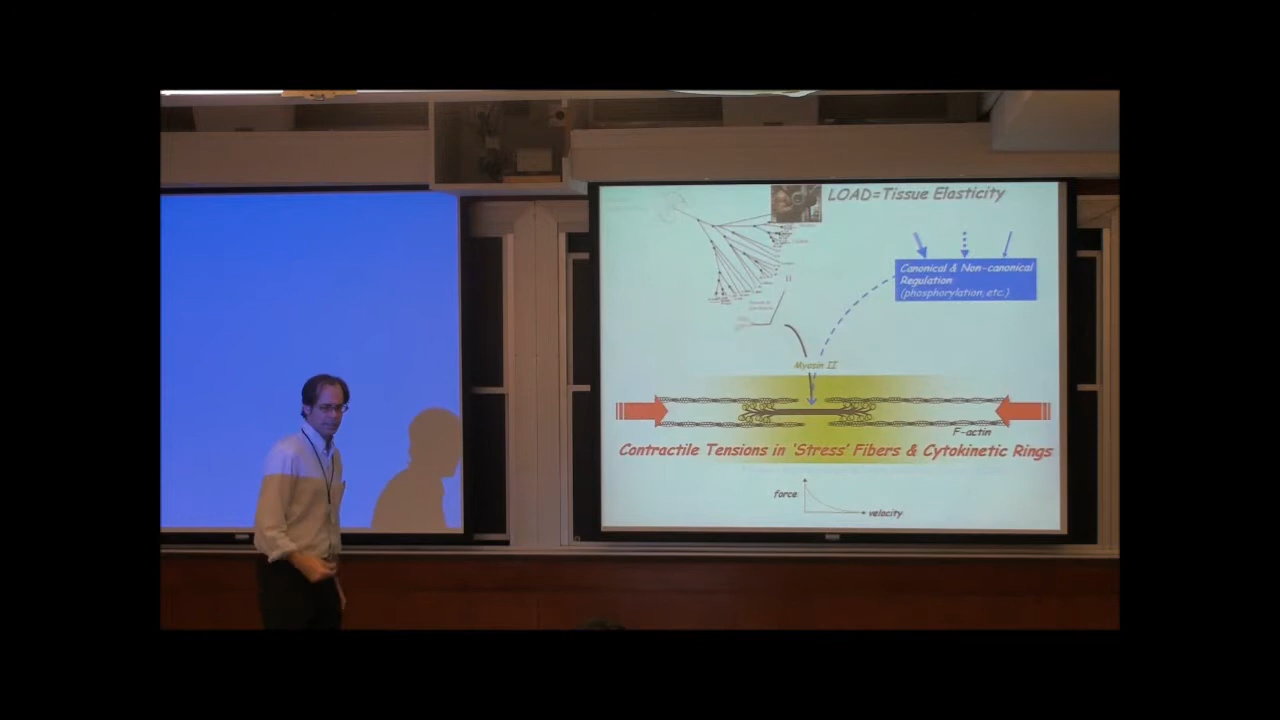 LOAD=Tissue Elasticity
Canonical & Non-canonical
Regulation
(phosphorylation, etc.)
II
Myosin II
F-actin
Contractile Tensions in 'Stress' Fibers & Cytokinetic Rings
force
velocity